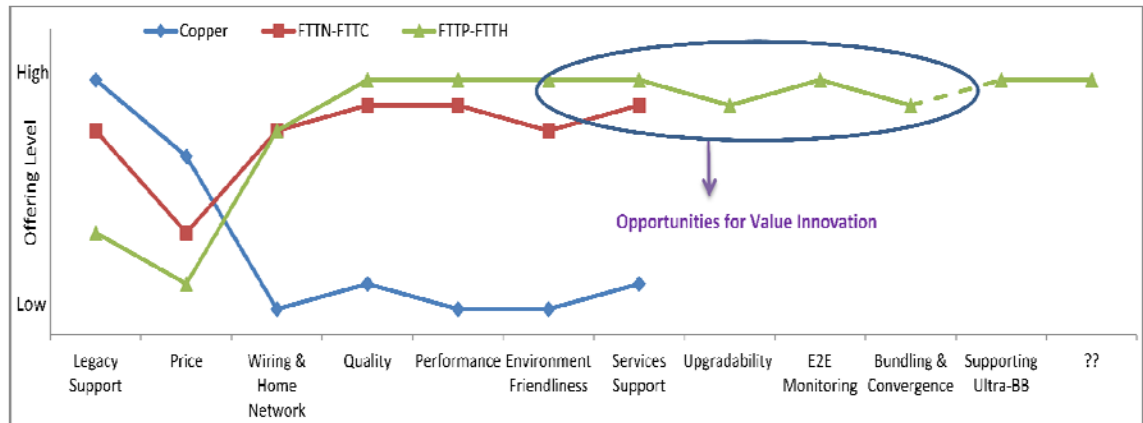 Copper FTTN-FTTC FTTP-FTTH
High
Offering Level
Low
Opportunities for Value Innovation
Legacy Support
Price
Wiring & Home Network
Quality
Performance
Environment Friendliness
Services Support
Upgradability
E2E Monitoring
Bundling & Convergence
Supporting Ultra-BB
??